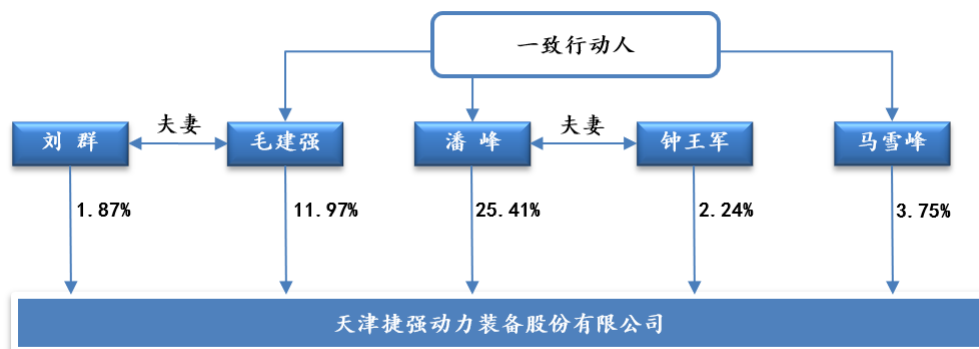 一致行动人
夫妻
夫妻
刘 群
毛建强
潘 峰
钟王军
马雪峰
1.87%
11.97%
25.41%
2.24%
3.75%
天津捷强动力装备股份有限公司